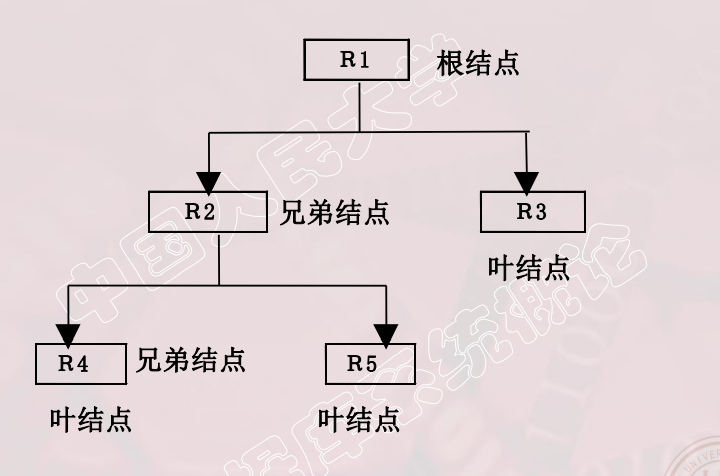 R1 根结点
R2 兄弟结点 R3
叶结点
R4 兄弟结点 R5
叶结点 叶结点
中国人民大学
据库系统概论